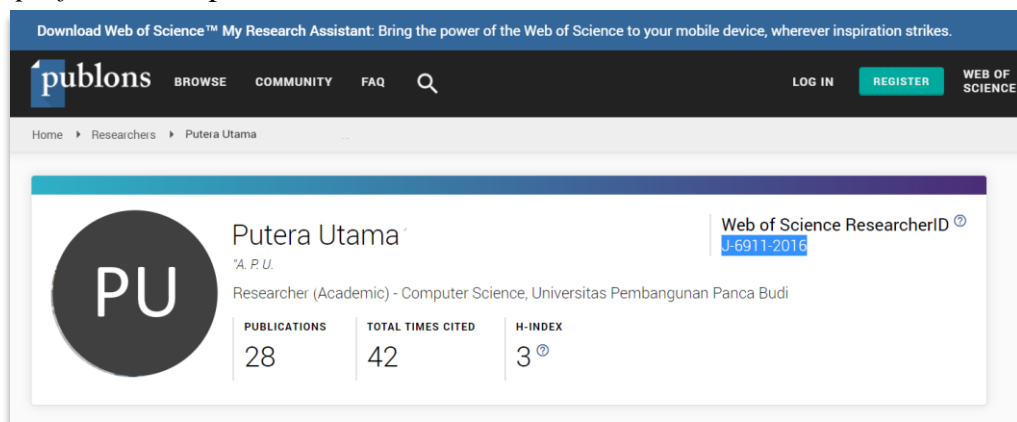 Download Web of Science™ My Research Assistant: Bring the power of the Web of Science to your mobile device, wherever inspiration strikes.
publons BROWSE COMMUNITY FAQ LOG IN REGISTER WEB OF SCIENCE
Home Researchers Putera Utama
Putera Utama
Web of Science ResearcherID
J-6911-2016
"A. P. U.
PU
Researcher (Academic) - Computer Science, Universitas Pembangunan Panca Budi
PUBLICATIONS TOTAL TIMES CITED H-INDEX
28 42 3